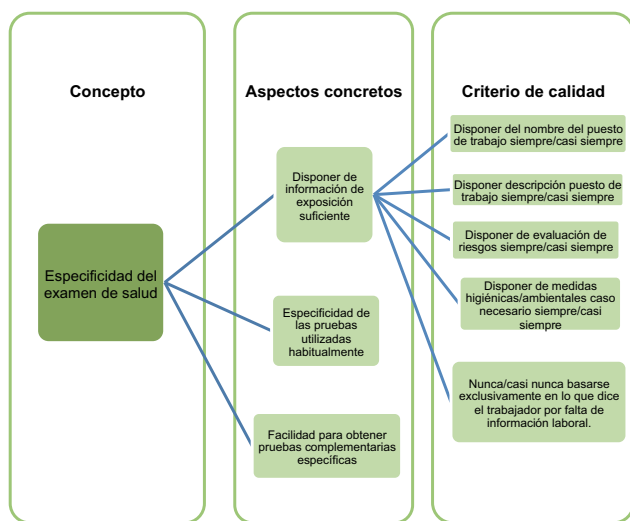 Concepto
Especificidad del
examen de salud
Aspectos concretos
Disponer de
información de
exposición
suficiente
Especificidad de
las pruebas
utilizadas
habitualmente
Facilidad para obtener
pruebas complementarias
específicas
Criterio de calidad
Disponer del nombre del puesto
de trabajo siempre/casi siempre
Disponer descripción puesto de
trabajo siempre/casi siempre
Disponer de evaluación de
riesgos siempre/casi siempre
Disponer de medidas
higiénicas/ambientales caso
necesario siempre/casi
siempre
Nunca/casi nunca basarse
exclusivamente en lo que dice
el trabajador por falta de
información laboral.